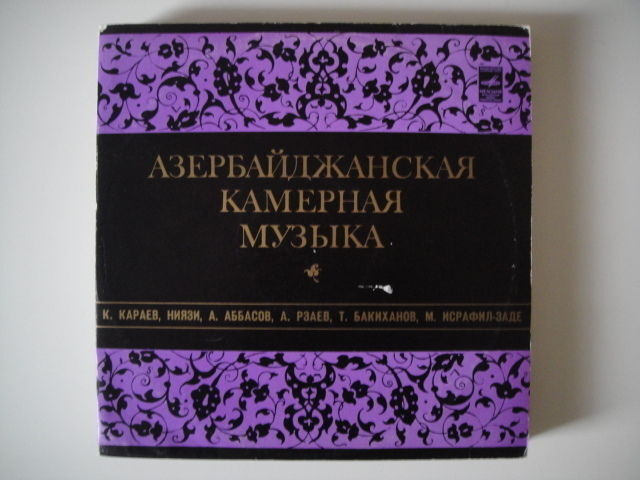 АЗЕРБАЙДЖАНСКАЯ
КАМЕРНАЯ
МУЗЫКА
К. КАРАЕВ, НИЯЗИ, А. АББАСОВ, А. РЗАЕВ, Т. БАКИХАНОВ, М. ИСРАФИЛ-ЗАДЕ